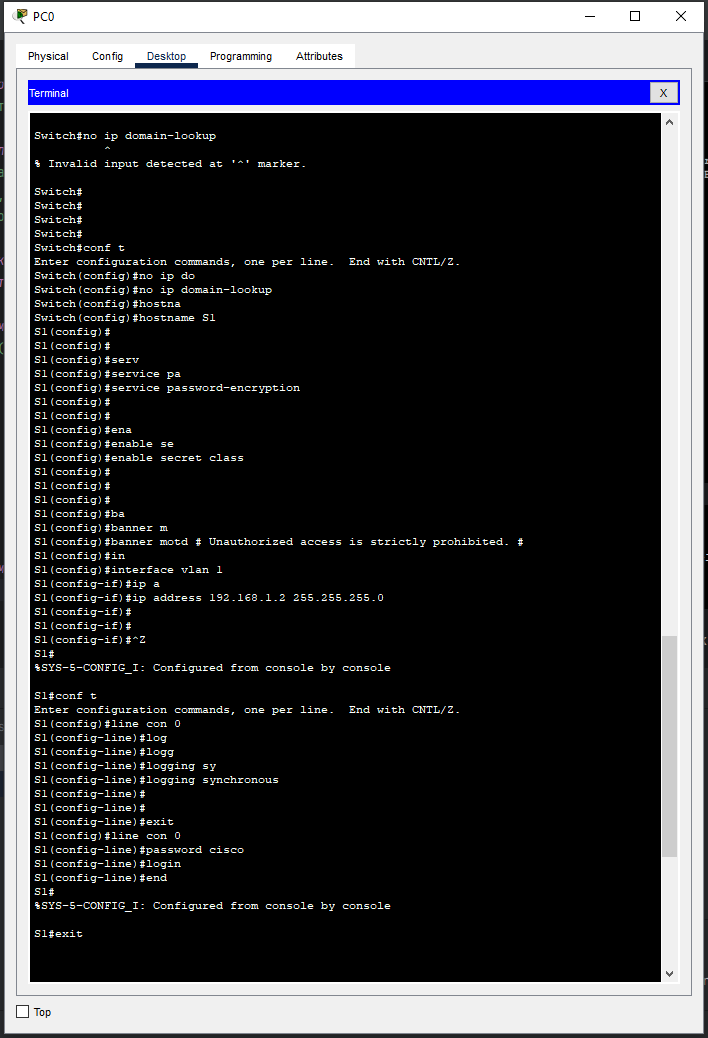 PC0
Physical Config Desktop Programming Attributes
Terminal X
Switch#no ip domain-lookup
^
% Invalid input detected at '^' marker.
Switch#
Switch#
Switch#
Switch#
Switch#conf t
Enter configuration commands, one per line.  End with CNTL/Z.
Switch(config)#no ip do
Switch(config)#no ip domain-lookup
Switch(config)#hostna
Switch(config)#hostname S1
S1(config)#
S1(config)#
S1(config)#serv
S1(config)#service pa
S1(config)#service password-encryption
S1(config)#
S1(config)#
S1(config)#ena
S1(config)#enable se
S1(config)#enable secret class
S1(config)#
S1(config)#
S1(config)#
S1(config)#ba
S1(config)#banner m
S1(config)#banner motd # Unauthorized access is strictly prohibited. #
S1(config)#in
S1(config)#interface vlan 1
S1(config-if)#ip a
S1(config-if)#ip address 192.168.1.2 255.255.255.0
S1(config-if)#
S1(config-if)#
S1(config-if)#^Z
S1#
%SYS-5-CONFIG_I: Configured from console by console
S1#conf t
Enter configuration commands, one per line.  End with CNTL/Z.
S1(config)#line con 0
S1(config-line)#log
S1(config-line)#logg
S1(config-line)#logging sy
S1(config-line)#logging synchronous
S1(config-line)#
S1(config-line)#
S1(config-line)#exit
S1(config)#line con 0
S1(config-line)#password cisco
S1(config-line)#login
S1(config-line)#end
S1#
%SYS-5-CONFIG_I: Configured from console by console
S1#exit
Top